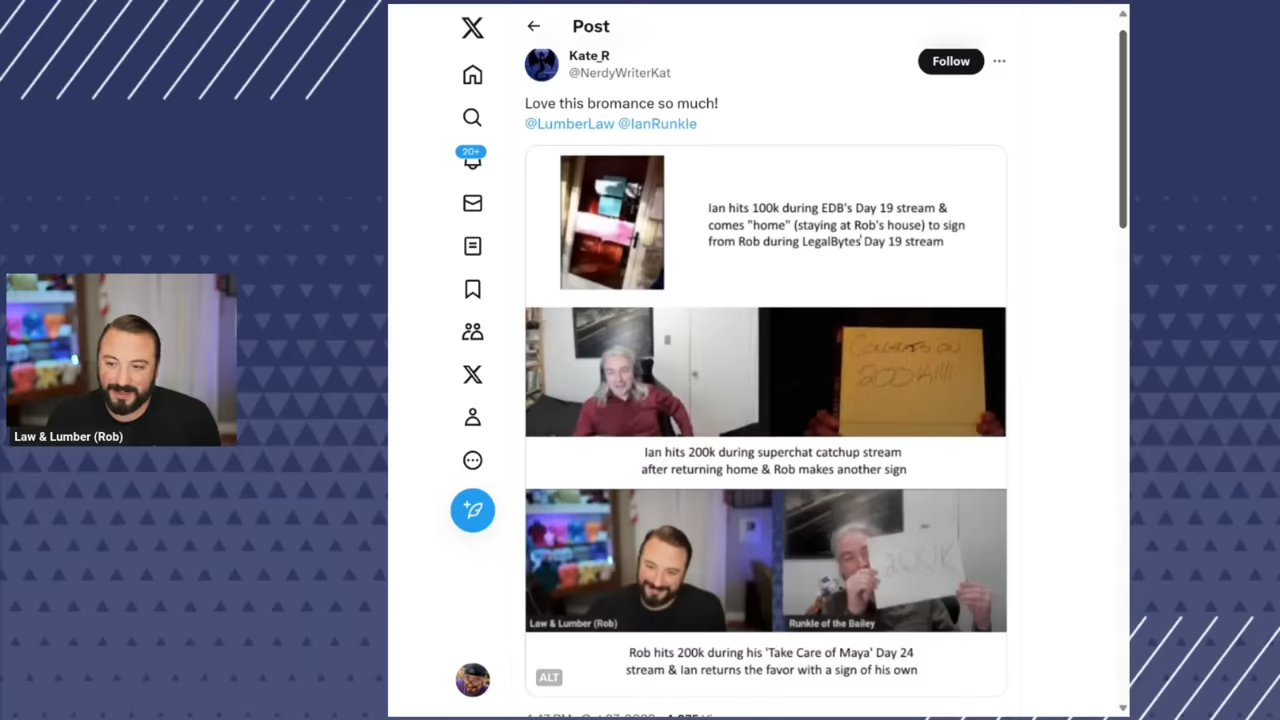 Post
Kate_R
@NerdyWriterKat
Follow
Love this bromance so much!
@LumberLaw @IanRunkle
20+
Ian hits 100k during EDB's Day 19 stream &
comes "home" (staying at Rob's house) to sign
from Rob during LegalBytes' Day 19 stream
CONGRATS ON
200K!!!!
Ian hits 200k during superchat catchup stream
after returning home & Rob makes another sign
200K
Law & Lumber (Rob)
Runkle of the Bailey
Rob hits 200k during his 'Take Care of Maya' Day 24
stream & Ian returns the favor with a sign of his own
ALT
Law & Lumber (Rob)